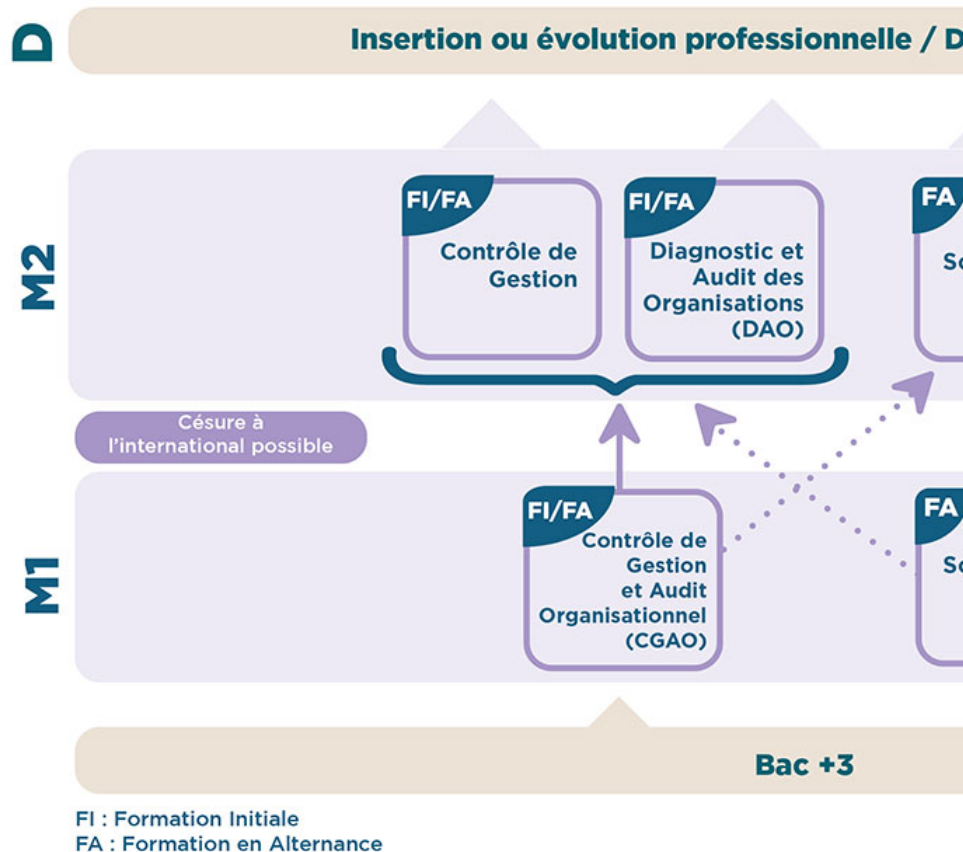 D
Insertion ou évolution professionnelle / D
M2
FI/FA
Contrôle de
Gestion
FI/FA
Diagnostic et
Audit des
Organisations
(DAO)
FA
Césure à
l'international possible
M1
FI/FA
Contrôle de
Gestion
et Audit
Organisationnel
(CGAO)
FA
Bac +3
FI : Formation Initiale
FA : Formation en Alternance